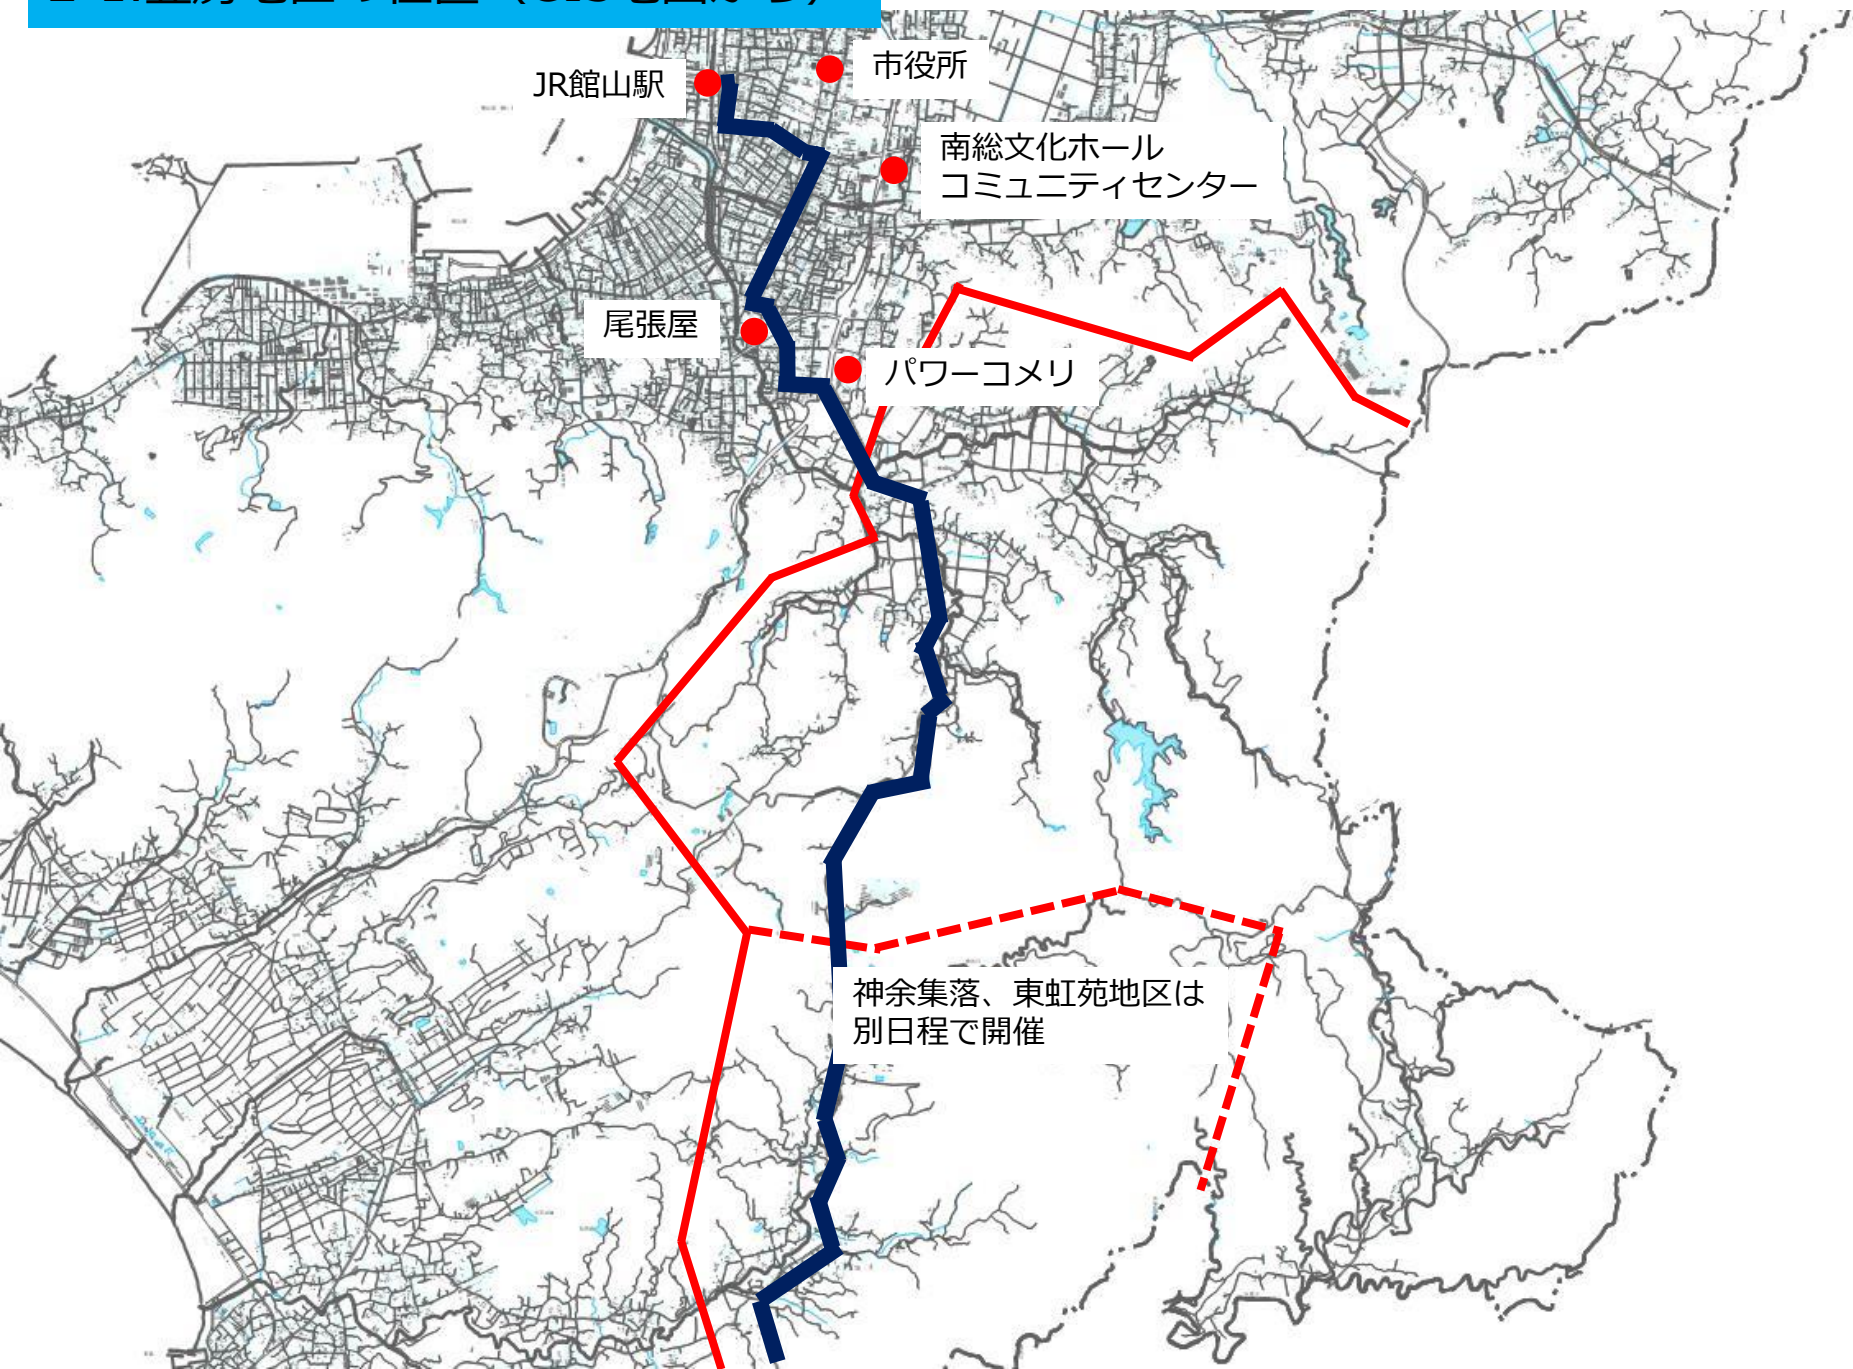 JR館山駅
市役所
南総文化ホール
コミュニティセンター
尾張屋
パワーコメリ
神余集落、東虹苑地区は
別日程で開催